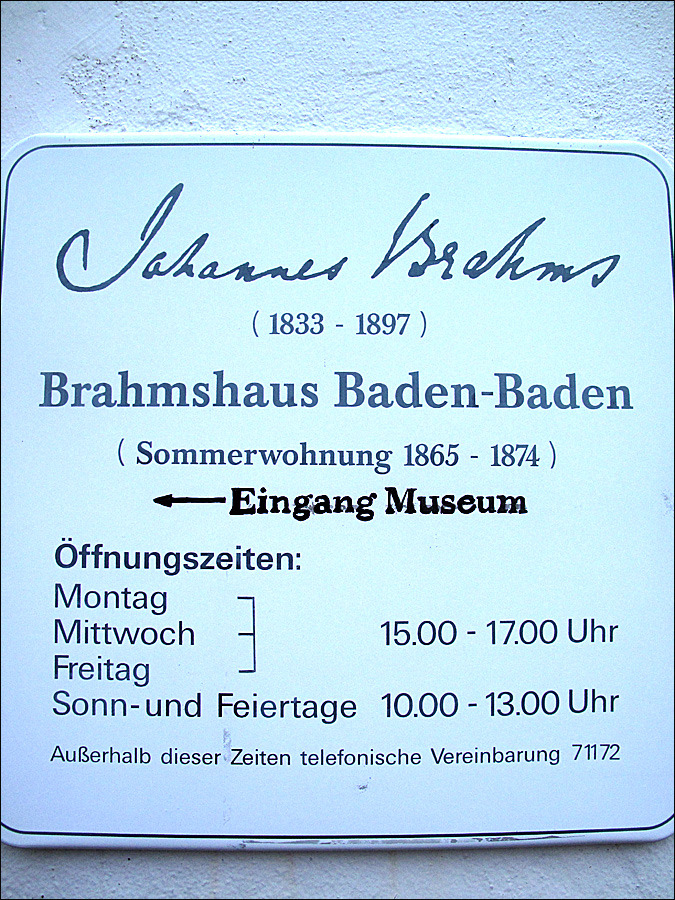 Johannes Brahms
( 1833 - 1897 )
Brahmshaus Baden-Baden
( Sommerwohnung 1865 - 1874 )
Eingang Museum
Öffnungszeiten:
Montag
Mittwoch 15.00 - 17.00 Uhr
Freitag
Sonn-und Feiertage 10.00 - 13.00 Uhr
Außerhalb dieser Zeiten telefonische Vereinbarung 71172